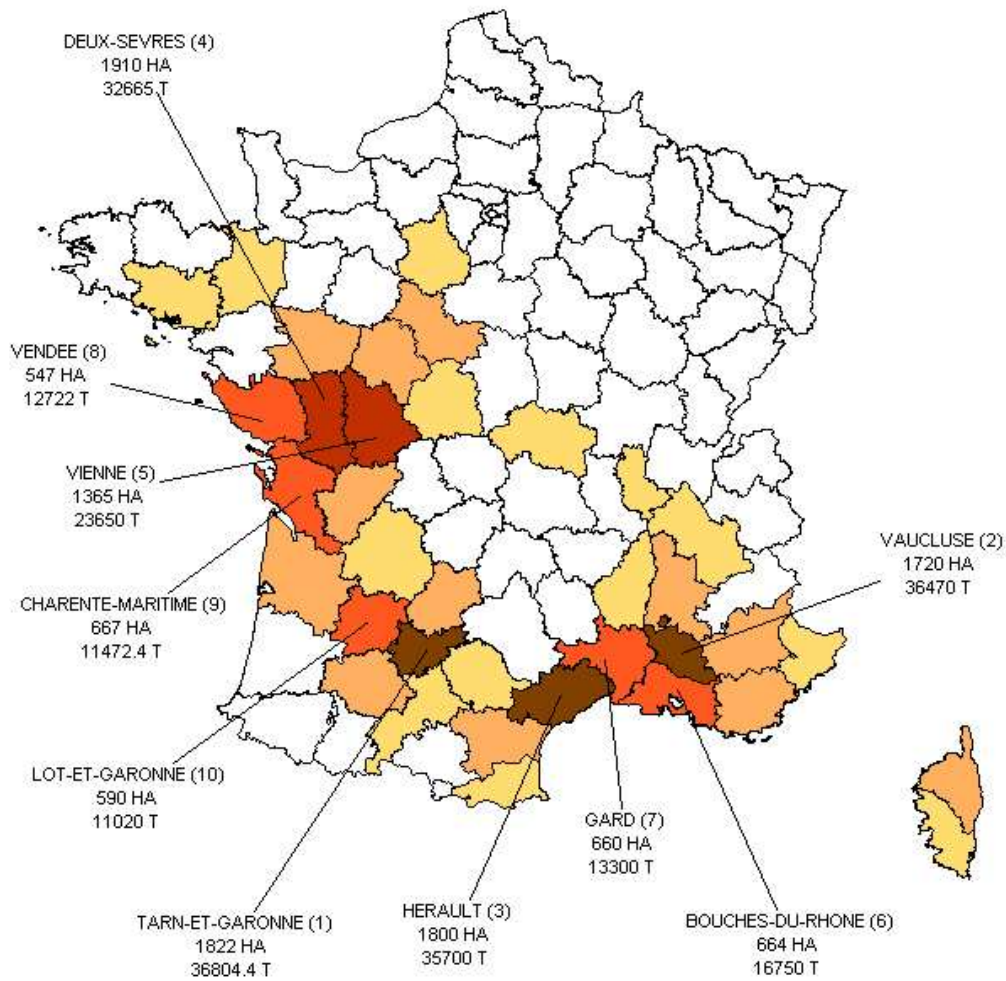 DEUX-SEVRES (4)
1910 HA
32665 T
VENDEE (8)
547 HA
12722 T
VIENNE (5)
1365 HA
23650 T
VAUCLUSE (2)
1720 HA
36470 T
CHARENTE-MARITIME (9)
667 HA
11472.4 T
LOT-ET-GARONNE (10)
590 HA
11020 T
GARD (7)
660 HA
13300 T
TARN-ET-GARONNE (1)
1822 HA
36804.4 T
HERAULT (3)
1800 HA
35700 T
BOUCHES-DU-RHONE (6)
664 HA
16750 T